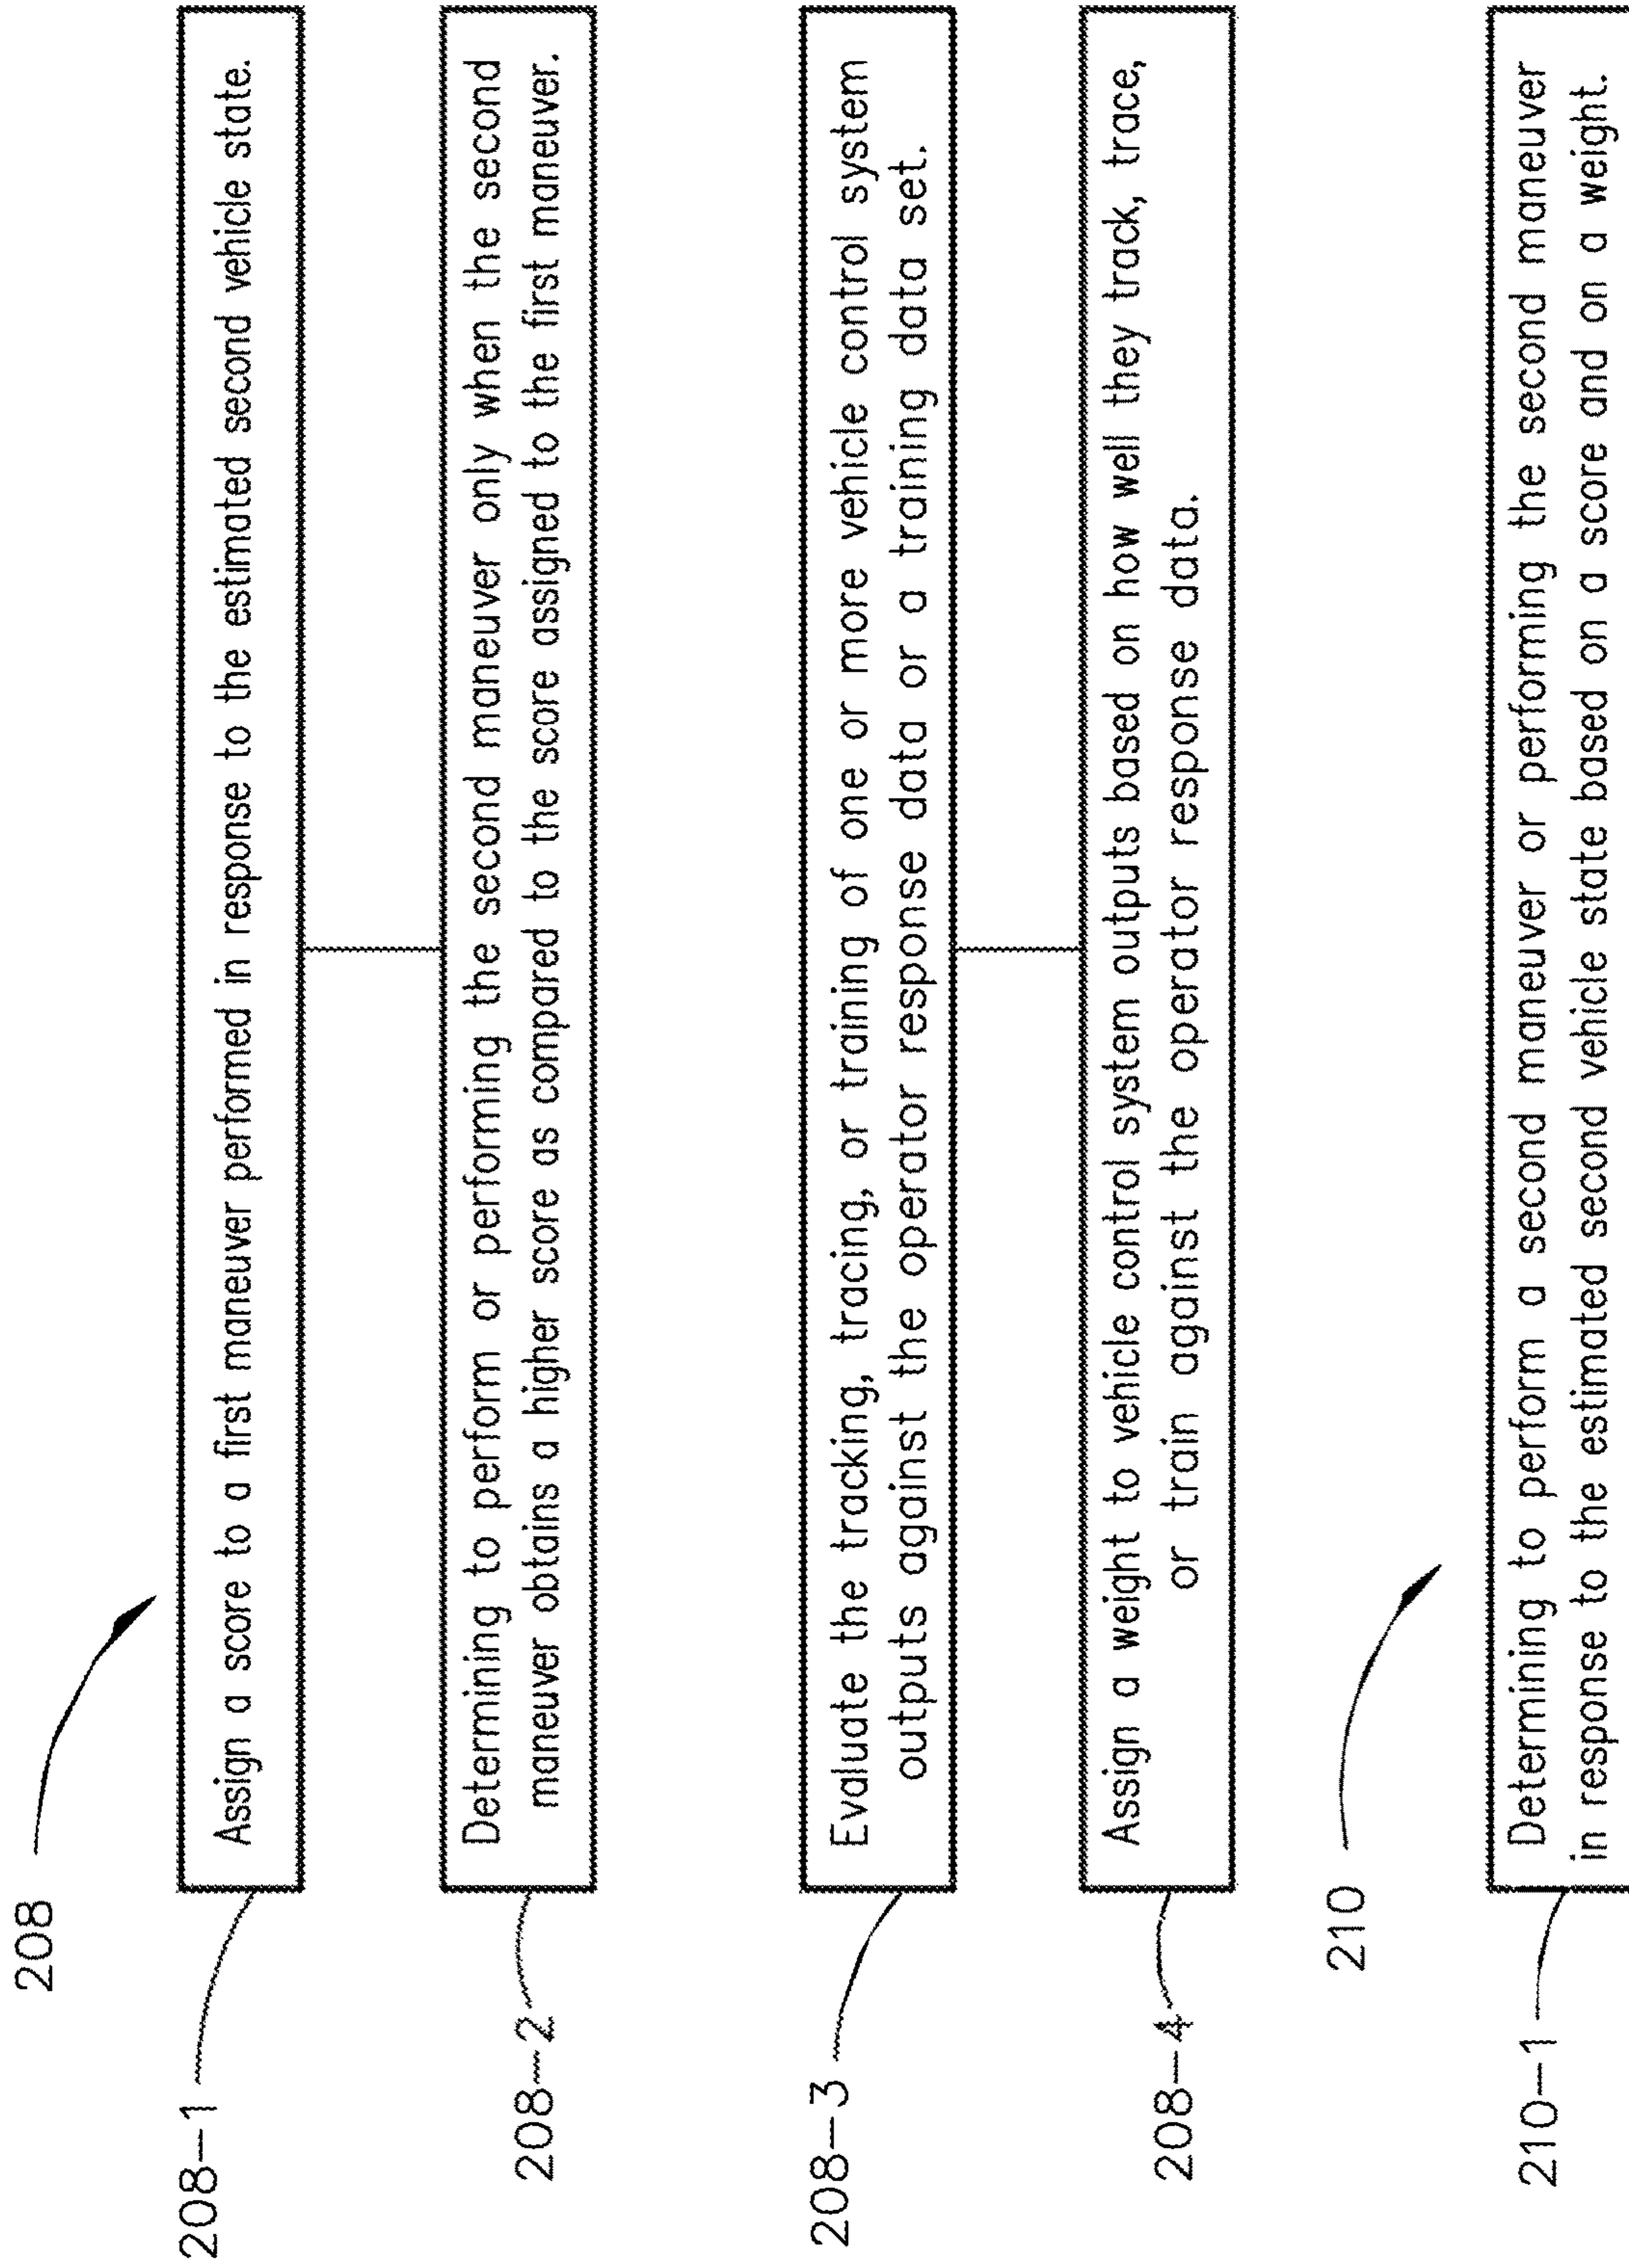 208
208-1
Assign a score to a first maneuver performed in response to the estimated second vehicle state.
208-2
Determining to perform or performing the second maneuver only when the second
maneuver obtains a higher score as compared to the score assigned to the first maneuver.
208-3
Evaluate the tracking, tracing, or training of one or more vehicle control system
outputs against the operator response data or a training data set.
208-4
Assign a weight to vehicle control system outputs based on how well they track, trace,
or train against the operator response data.
210
210-1
Determining to perform a second maneuver or performing the second maneuver
in response to the estimated second vehicle state based on a score and on a weight.